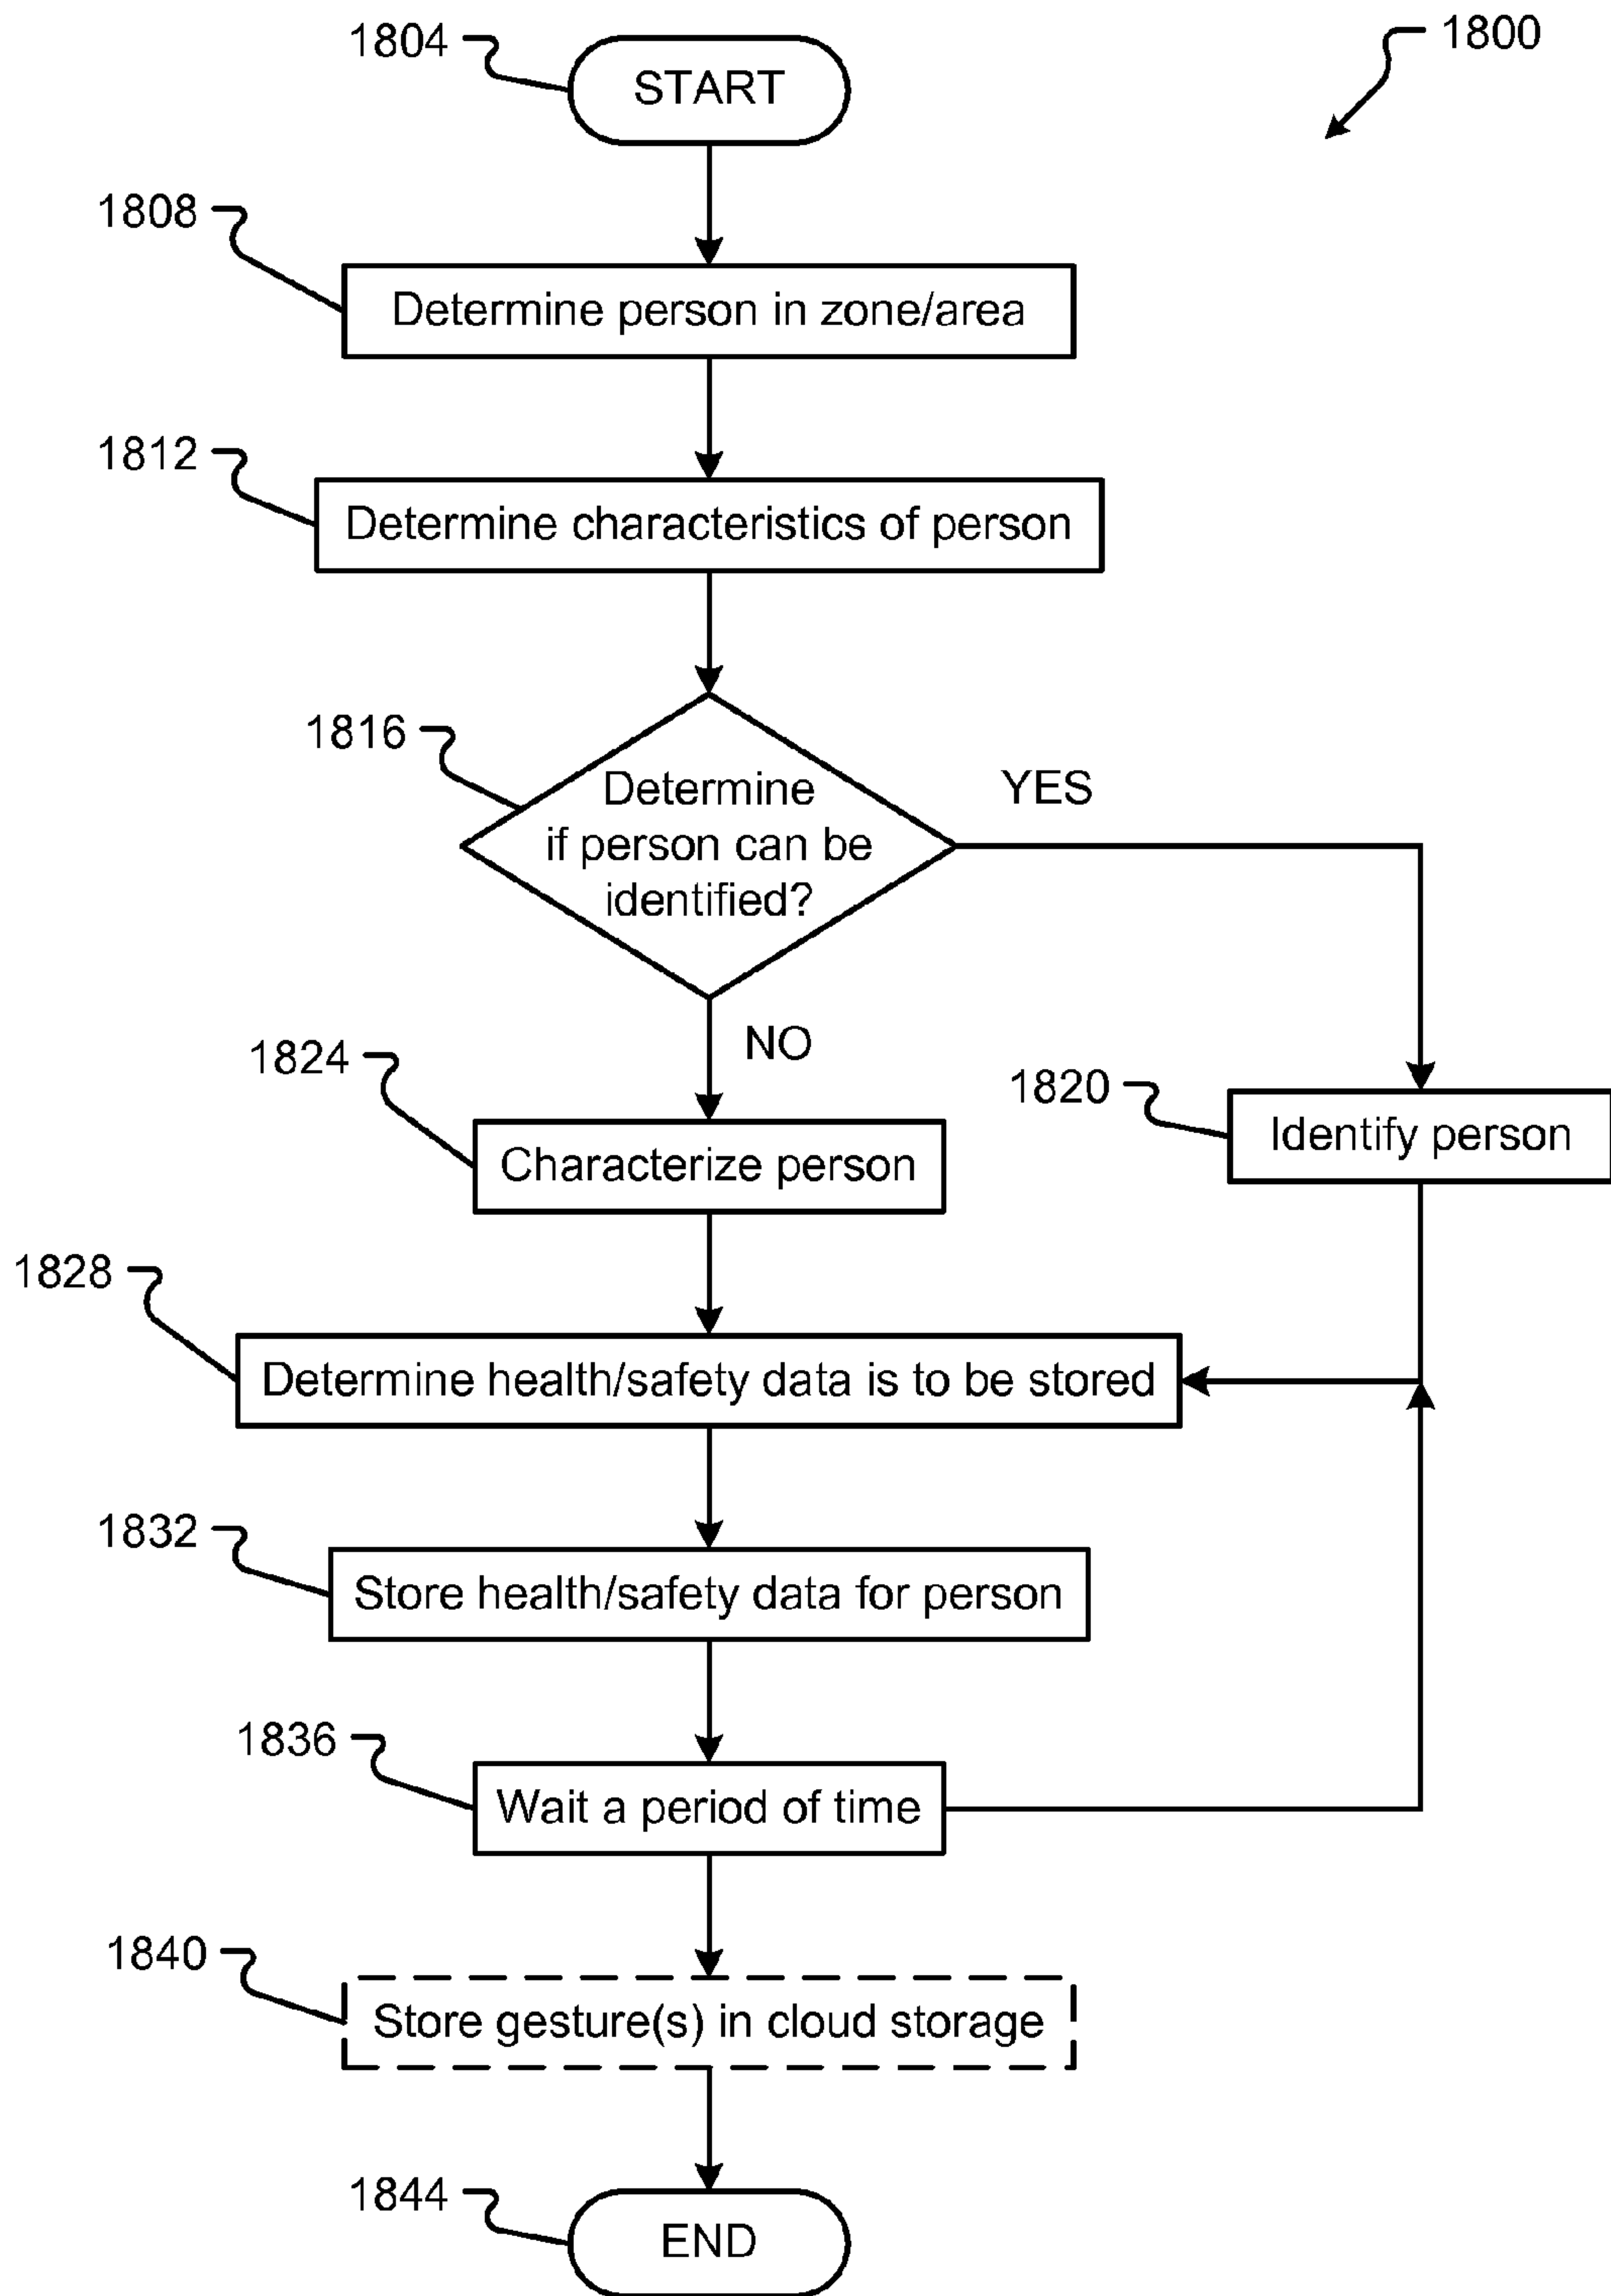 1804
START
1800
1808
Determine person in zone/area
1812
Determine characteristics of person
1816
Determine
if person can be
identified?
YES
NO
1824
Characterize person
1820
Identify person
1828
Determine health/safety data is to be stored
1832
Store health/safety data for person
1836
Wait a period of time
1840
Store gesture(s) in cloud storage
1844
END